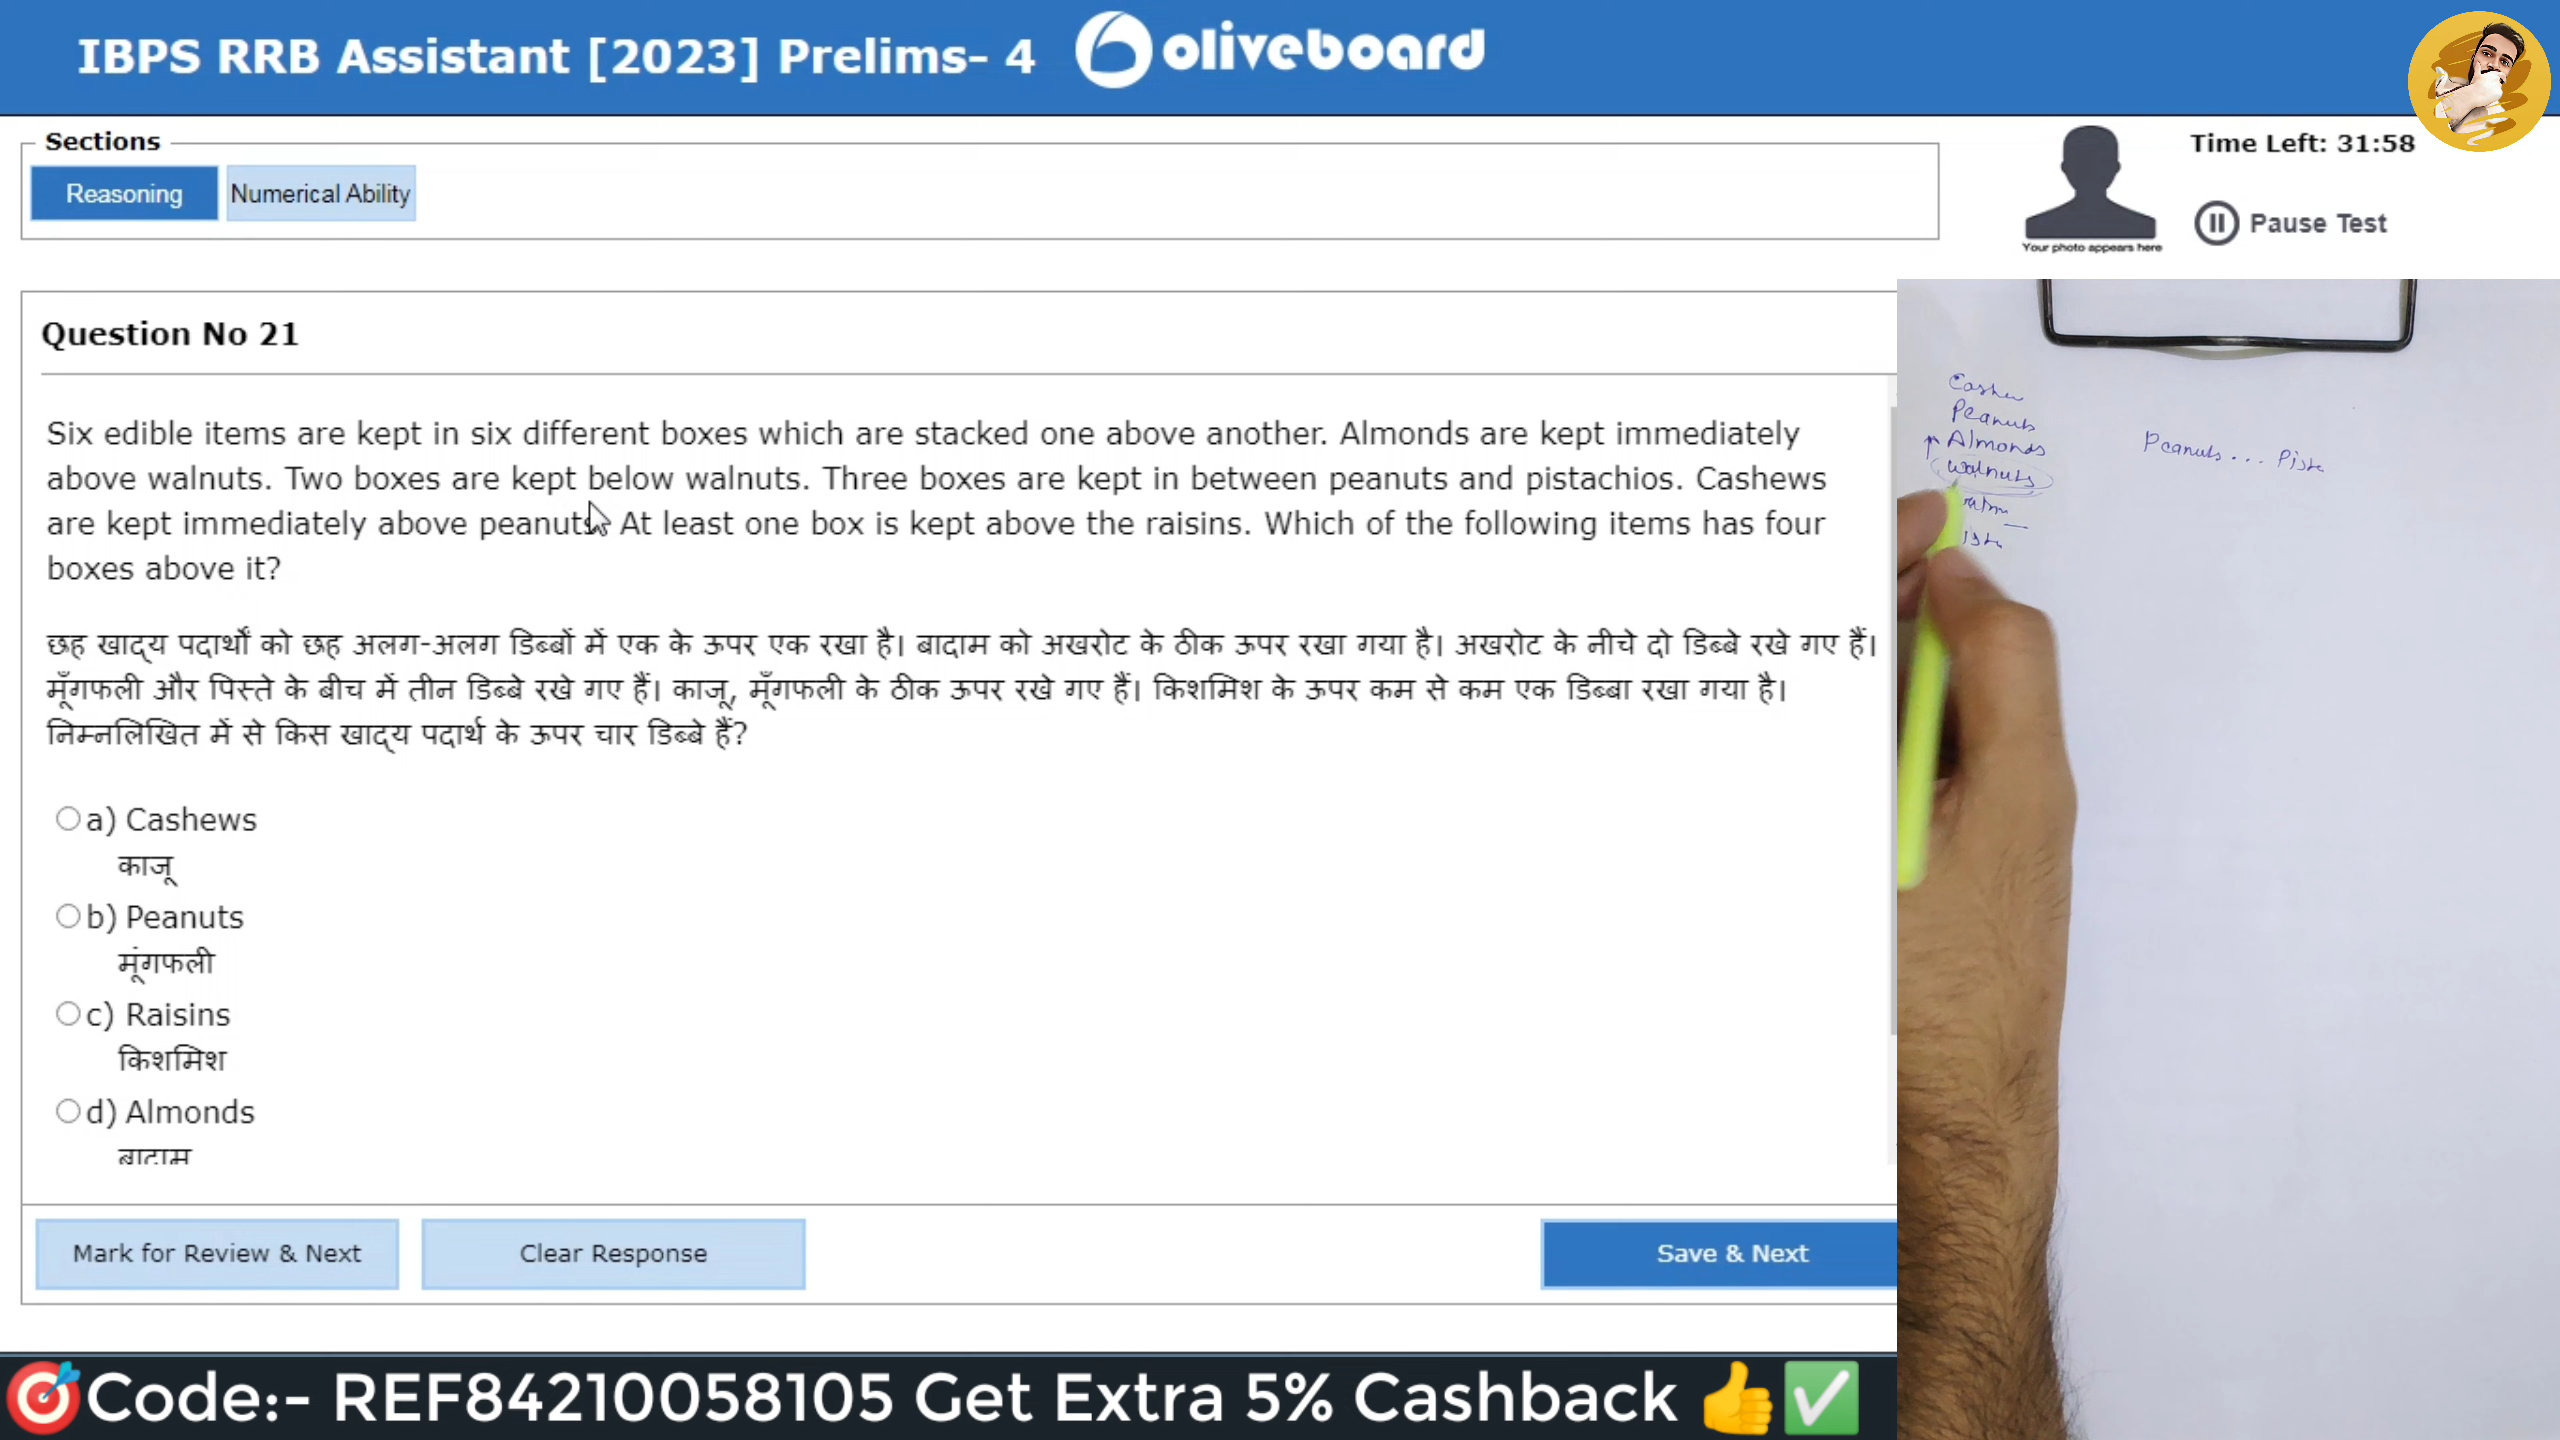 IBPS RRB Assistant [2023] Prelims- 4 oliveboard
Sections
Reasoning Numerical Ability
Time Left: 31:58
Pause Test
Your photo appears here
Question No 21
Six edible items are kept in six different boxes which are stacked one above another. Almonds are kept immediately
above walnuts. Two boxes are kept below walnuts. Three boxes are kept in between peanuts and pistachios. Cashews
are kept immediately above peanuts. At least one box is kept above the raisins. Which of the following items has four
boxes above it?
छह खाद्य पदार्थों को छह अलग-अलग डिब्बों में एक के ऊपर एक रखा है। बादाम को अखरोट के ठीक ऊपर रखा गया है। अखरोट के नीचे दो डिब्बे रखे गए हैं।
मूँगफली और पिस्ते के बीच में तीन डिब्बे रखे गए हैं। काजू, मूँगफली के ठीक ऊपर रखे गए हैं। किशमिश के ऊपर कम से कम एक डिब्बा रखा गया है।
निम्नलिखित में से किस खाद्य पदार्थ के ऊपर चार डिब्बे हैं?
a) Cashews
काजू
b) Peanuts
मूंगफली
c) Raisins
किशमिश
d) Almonds
बादाम
Mark for Review & Next Clear Response Save & Next
Peanuts
Almonds
Walnuts
Peanuts ...
Code:- REF84210058105 Get Extra 5% Cashback